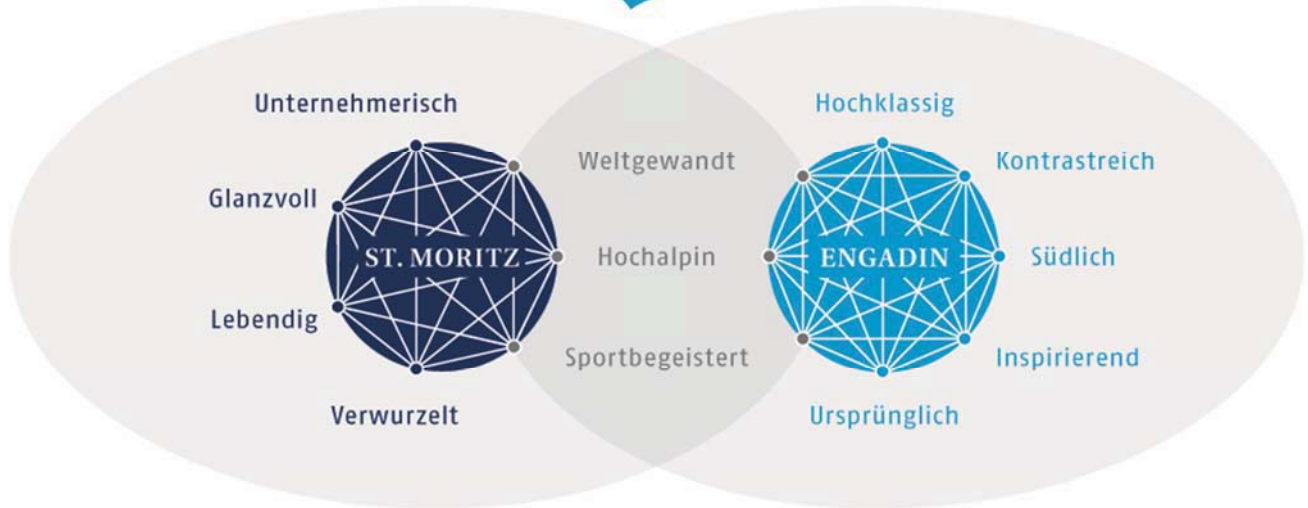 Unternehmerisch
Glanzvoll
ST. MORITZ
Lebendig
Verwurzelt
Weltgewandt
Hochalpin
Sportbegeistert
Hochklassig
Kontrastreich
ENGADIN
Südlich
Inspirierend
Ursprünglich